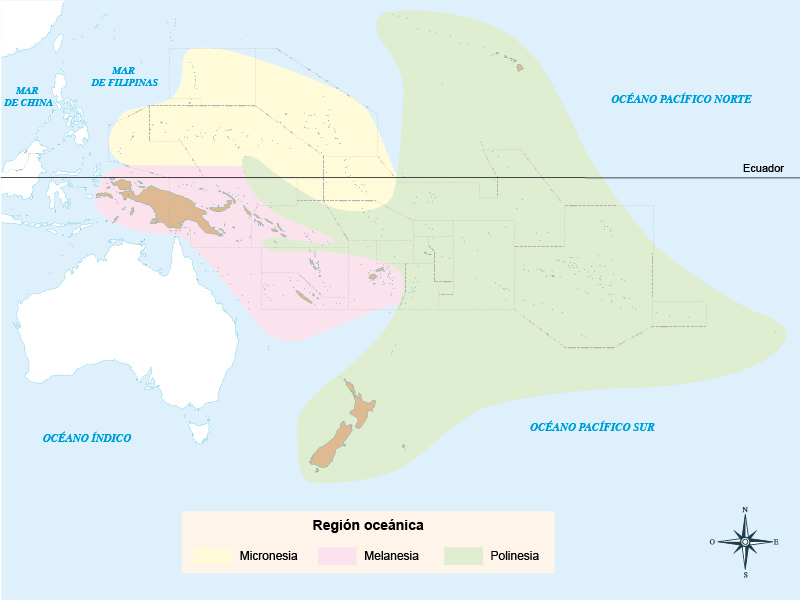 MAR
DE FILIPINAS
MAR
DE CHINA
OCÉANO PACÍFICO NORTE
Ecuador
OCÉANO ÍNDICO
OCÉANO PACÍFICO SUR
Región oceánica
Micronesia
Melanesia
Polinesia
N
O
E
S